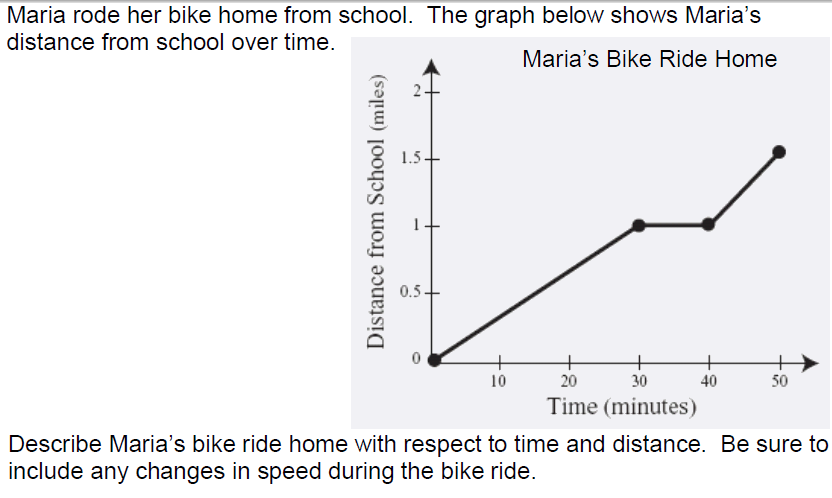 Maria rode her bike home from school. The graph below shows Maria's
distance from school over time.
Maria's Bike Ride Home
Distance from School (miles)
2
1.5
1
0.5
0
10 20 30 40 50
Time (minutes)
Describe Maria's bike ride home with respect to time and distance. Be sure to
include any changes in speed during the bike ride.